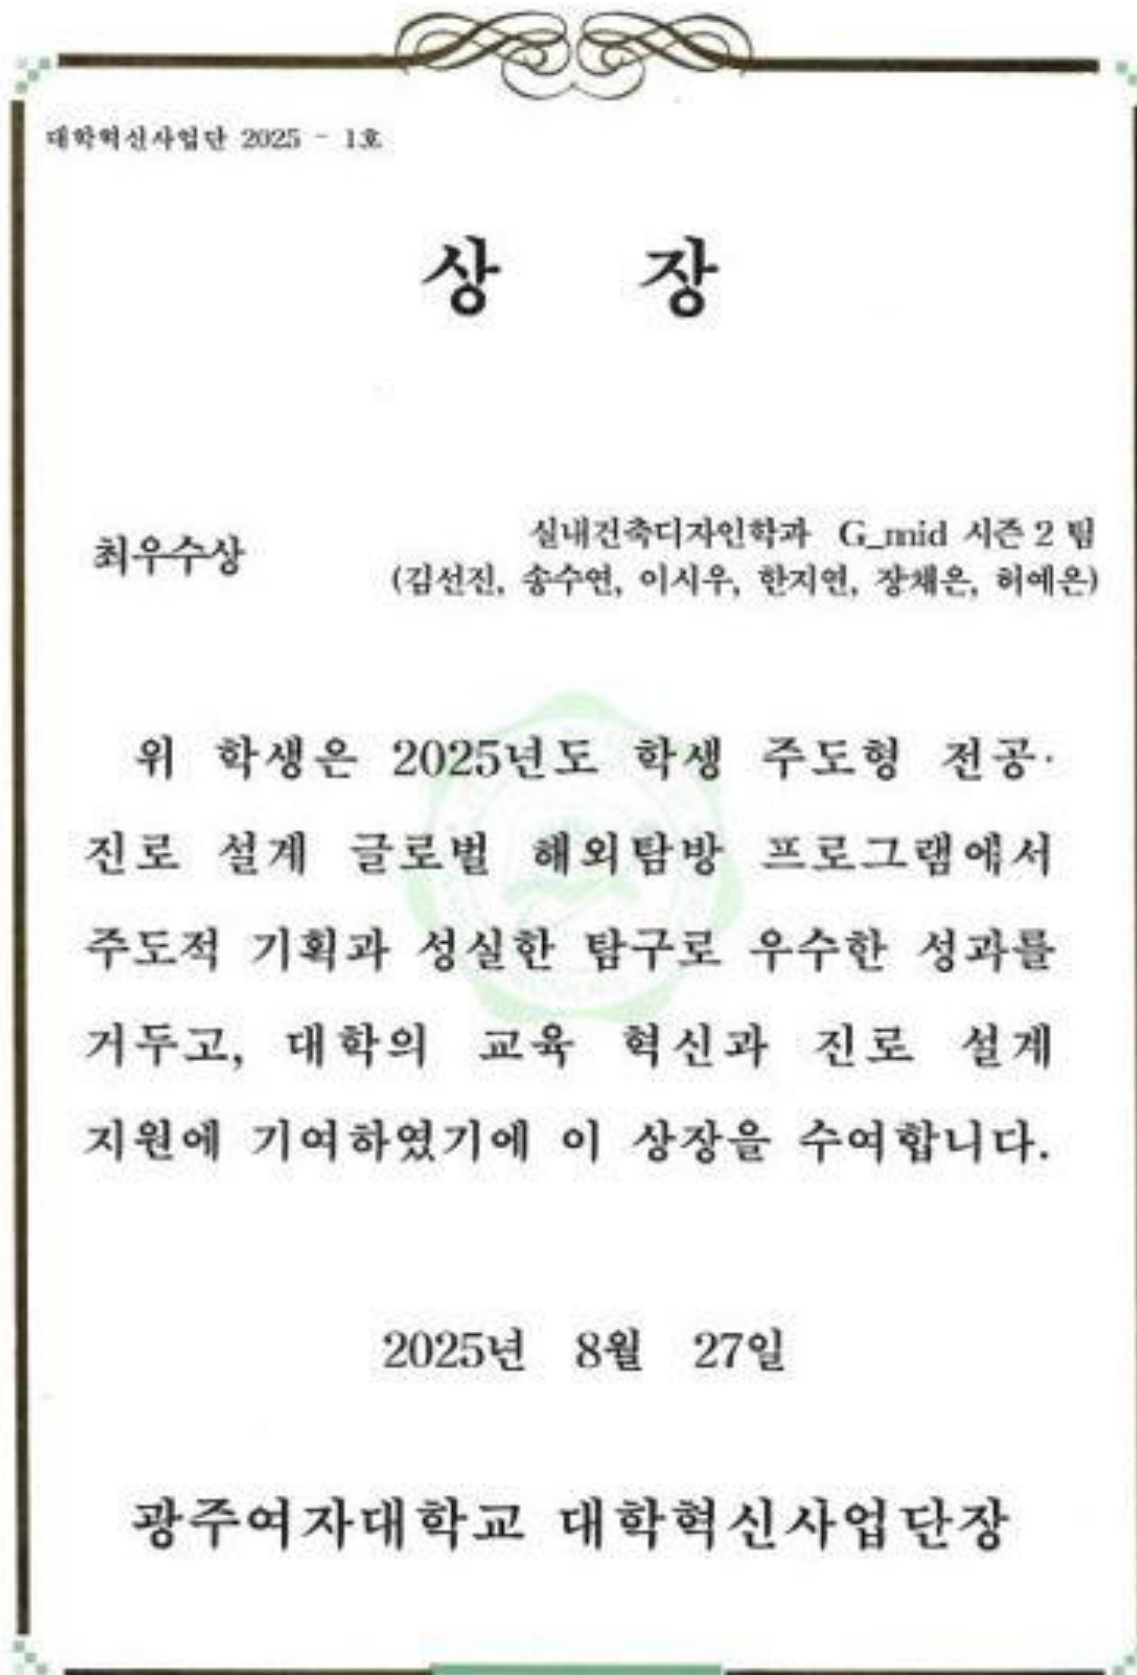 대학혁신사업단 2025 - 1호
상 장
최우수상
실내건축디자인학과 G_mid 시즌 2 팀
(김선진, 송수연, 이시우, 한지연, 장채은, 허예은)
위 학생은 2025년도 학생 주도형 전공·
진로 설계 글로벌 해외탐방 프로그램에서
주도적 기획과 성실한 탐구로 우수한 성과를
거두고, 대학의 교육 혁신과 진로 설계
지원에 기여하였기에 이 상장을 수여합니다.
2025년 8월 27일
광주여자대학교 대학혁신사업단장